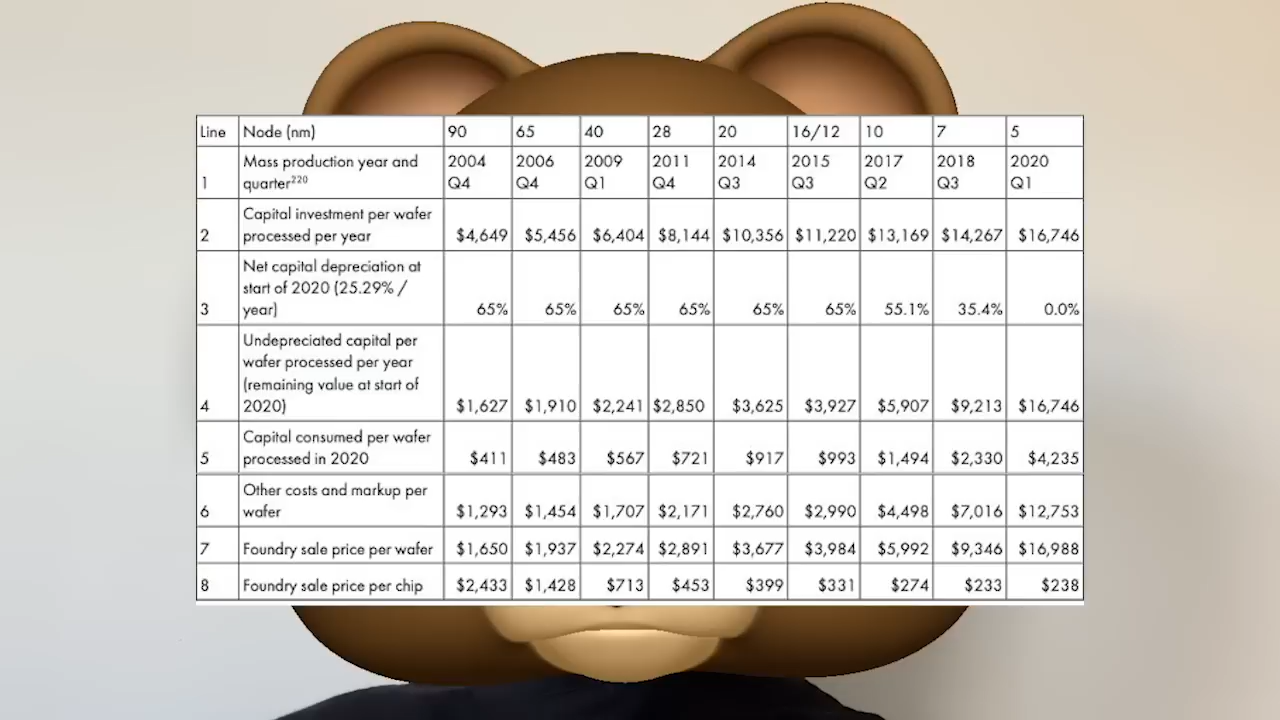 Line Node (nm) 90 65 40 28 20 16/12 10 7 5
Mass production year and 2004 2006 2009 2011 2014 2015 2017 2018 2020
1 quarter220 Q4 Q4 Q1 Q4 Q3 Q3 Q2 Q3 Q1
Capital investment per wafer
2 processed per year $4,649 $5,456 $6,404 $8,144 $10,356 $11,220 $13,169 $14,267 $16,746
Net capital depreciation at
start of 2020 (25.29% /
3 year) 65% 65% 65% 65% 65% 65% 55.1% 35.4% 0.0%
Undepreciated capital per
wafer processed per year
(remaining value at start of
4 2020) $1,627 $1,910 $2,241 $2,850 $3,625 $3,927 $5,907 $9,213 $16,746
Capital consumed per wafer
5 processed in 2020 $411 $483 $567 $721 $917 $993 $1,494 $2,330 $4,235
Other costs and markup per
6 wafer $1,293 $1,454 $1,707 $2,171 $2,760 $2,990 $4,498 $7,016 $12,753
7 Foundry sale price per wafer $1,650 $1,937 $2,274 $2,891 $3,677 $3,984 $5,992 $9,346 $16,988
8 Foundry sale price per chip $2,433 $1,428 $713 $453 $399 $331 $274 $233 $238